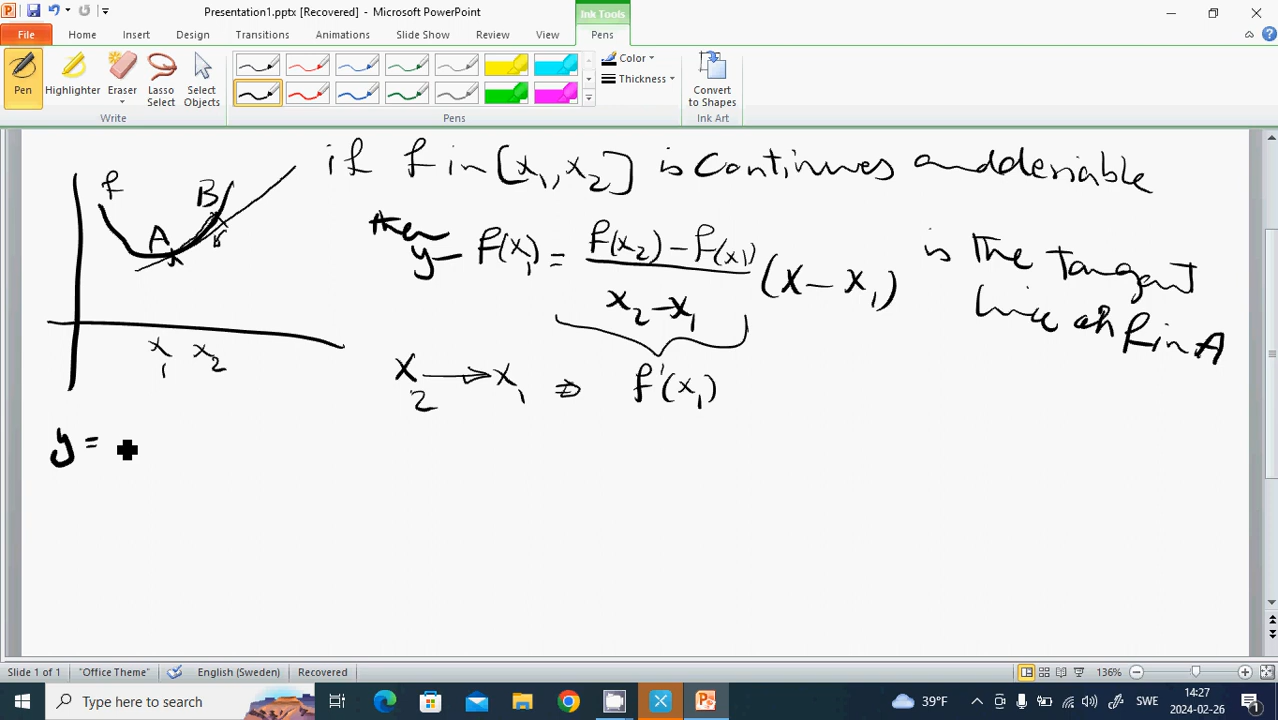 Presentation1.pptx [Recovered] - Microsoft PowerPoint
Ink Tools
File Home Insert Design Transitions Animations Slide Show Review View Pens
Pen Highlighter Eraser Lasso Select Select Objects
Color
Thickness
Convert to Shapes
Write Pens Ink Art
if f in [x₁, x₂] is continues and deriable
f
A
B
x₁ x₂
then
y - f(x₁) = (f(x₂) - f(x1))/(x₂ - x₁) (x - x₁) is the tangent
line oh f in A
x₂ → x₁ ⇒ f'(x₁)
y =
Slide 1 of 1 "Office Theme" English (Sweden) Recovered 136%
Type here to search 39°F SWE 14:27
2024-02-26 1